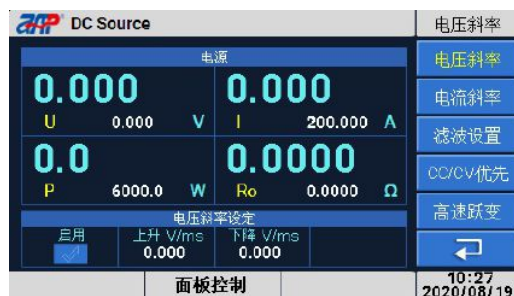 ZAP DC Source
电压斜率
电源
0.000
U 0.000 V
0.000
I 200.000 A
0.0
P 6000.0 W
0.0000
Ro 0.0000 Ω
电压斜率设定
启用 上升 V/ms 下降 V/ms
0.000 0.000
面板控制
电压斜率
电流斜率
滤波设置
CC/CV优先
高速跃变
10:27
2020/08/19